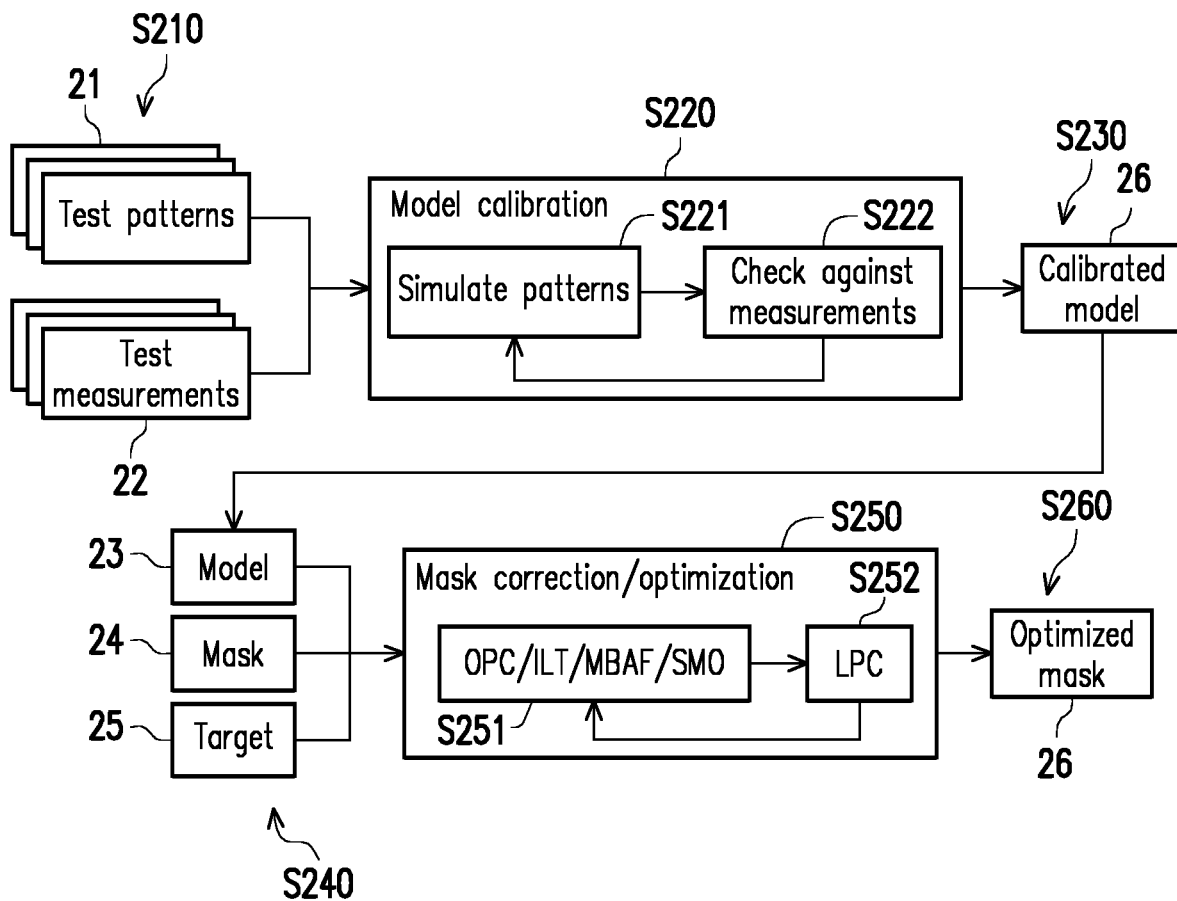 S210
21
Test patterns
Test
measurements
22
S220
Model calibration
S221
Simulate patterns
S222
Check against
measurements
S230
26
Calibrated
model
23
Model
24
Mask
25
Target
S240
S250
Mask correction/optimization
OPC/ILT/MBAF/SMO
S251
S252
LPC
S260
Optimized
mask
26